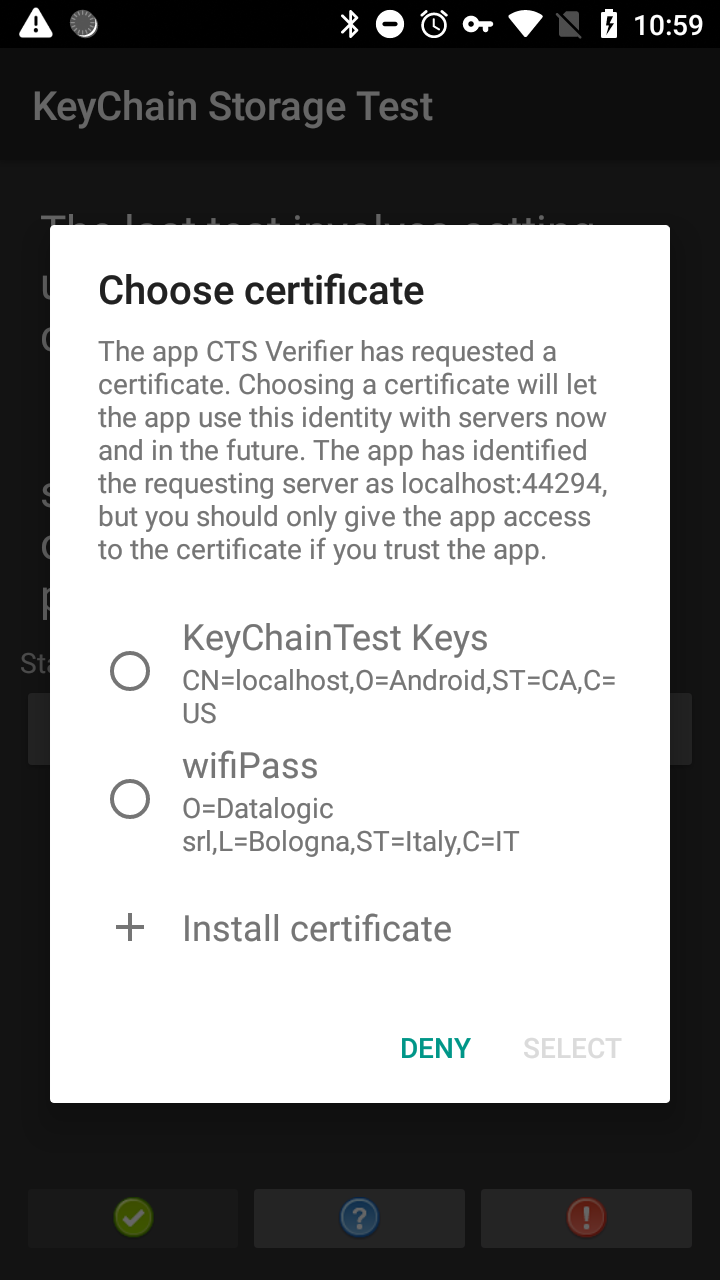 10:59
KeyChain Storage Test
The last test involves setting
Choose certificate
The app CTS Verifier has requested a
certificate. Choosing a certificate will let
the app use this identity with servers now
and in the future. The app has identified
the requesting server as localhost:44294,
but you should only give the app access
to the certificate if you trust the app.
KeyChainTest Keys
CN=localhost,O=Android,ST=CA,C=
US
wifiPass
O=Datalogic
srl,L=Bologna,ST=Italy,C=IT
Install certificate
DENY
SELECT